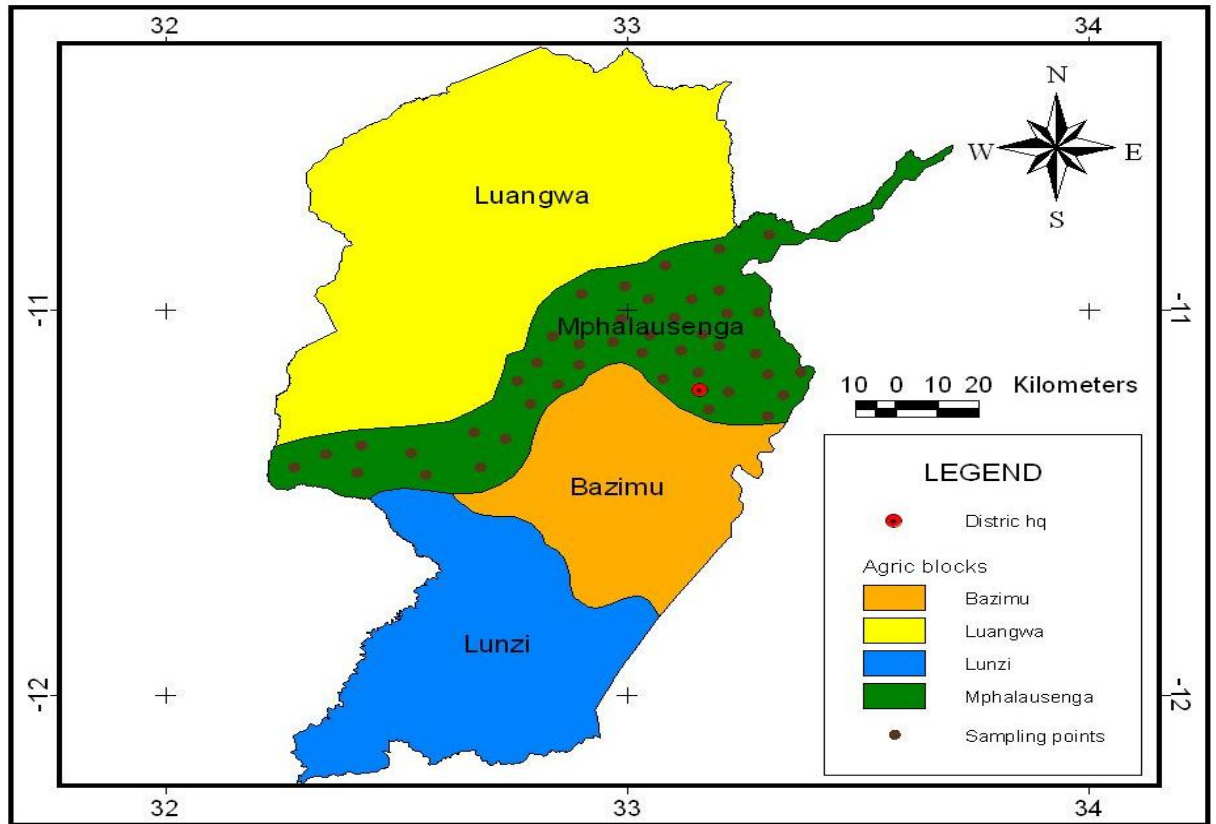 32 33 34
N
W E
S
Luangwa
-11 -11
Mphalausenga
10 0 10 20 Kilometers
LEGEND
Bazimu
Distric hq
Agric blocks
Bazimu
Luangwa
Lunzi
Lunzi
-12 -12
Mphalausenga
Sampling points
32 33 34